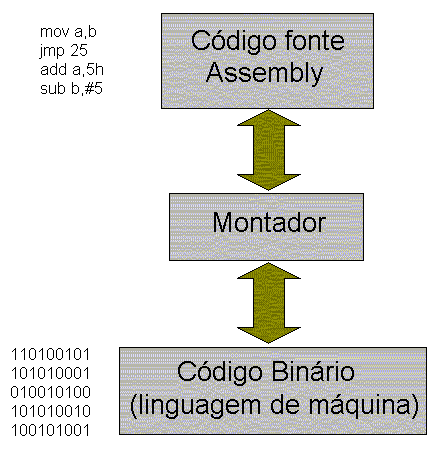 mov a,b
jmp 25
add a,5h
sub b,#5
Código fonte
Assembly
Montador
110100101
101010001
010010100
101010010
100101001
Código Binário
(linguagem de máquina)